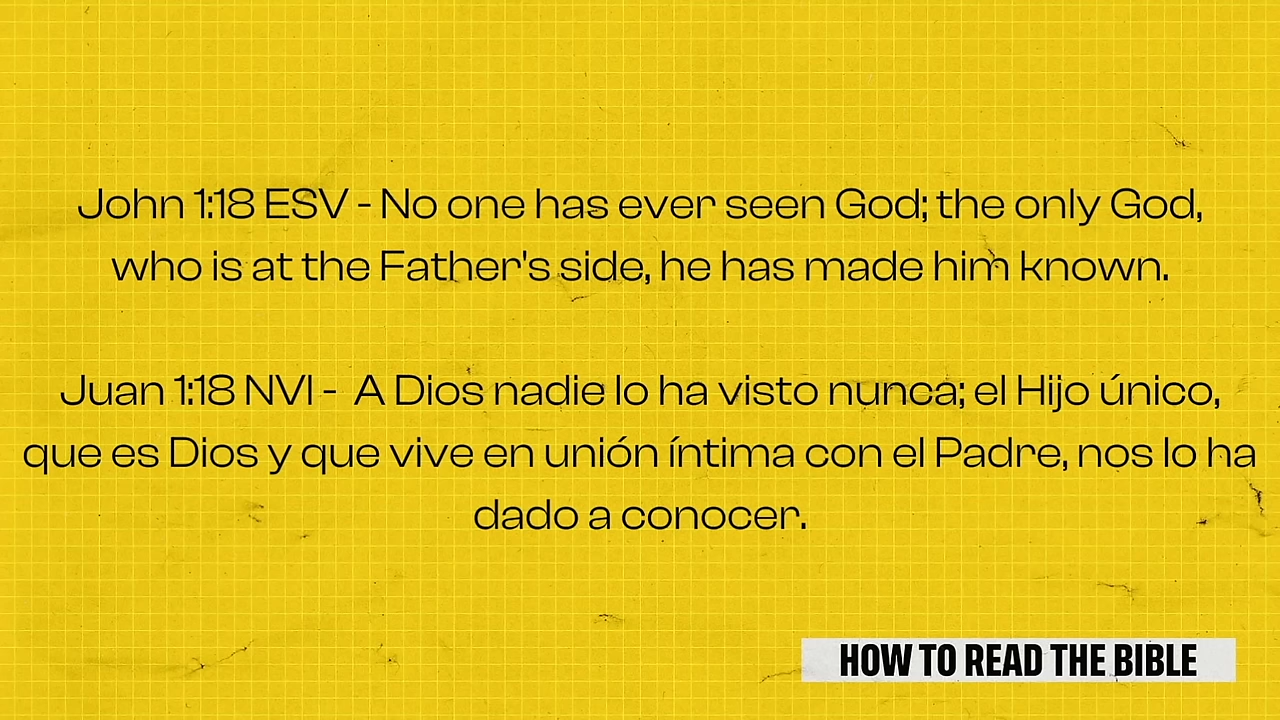 John 1:18 ESV - No one has ever seen God; the only God,
who is at the Father's side, he has made him known.
Juan 1:18 NVI -  A Dios nadie lo ha visto nunca; el Hijo único,
que es Dios y que vive en unión íntima con el Padre, nos lo ha
dado a conocer.
HOW TO READ THE BIBLE